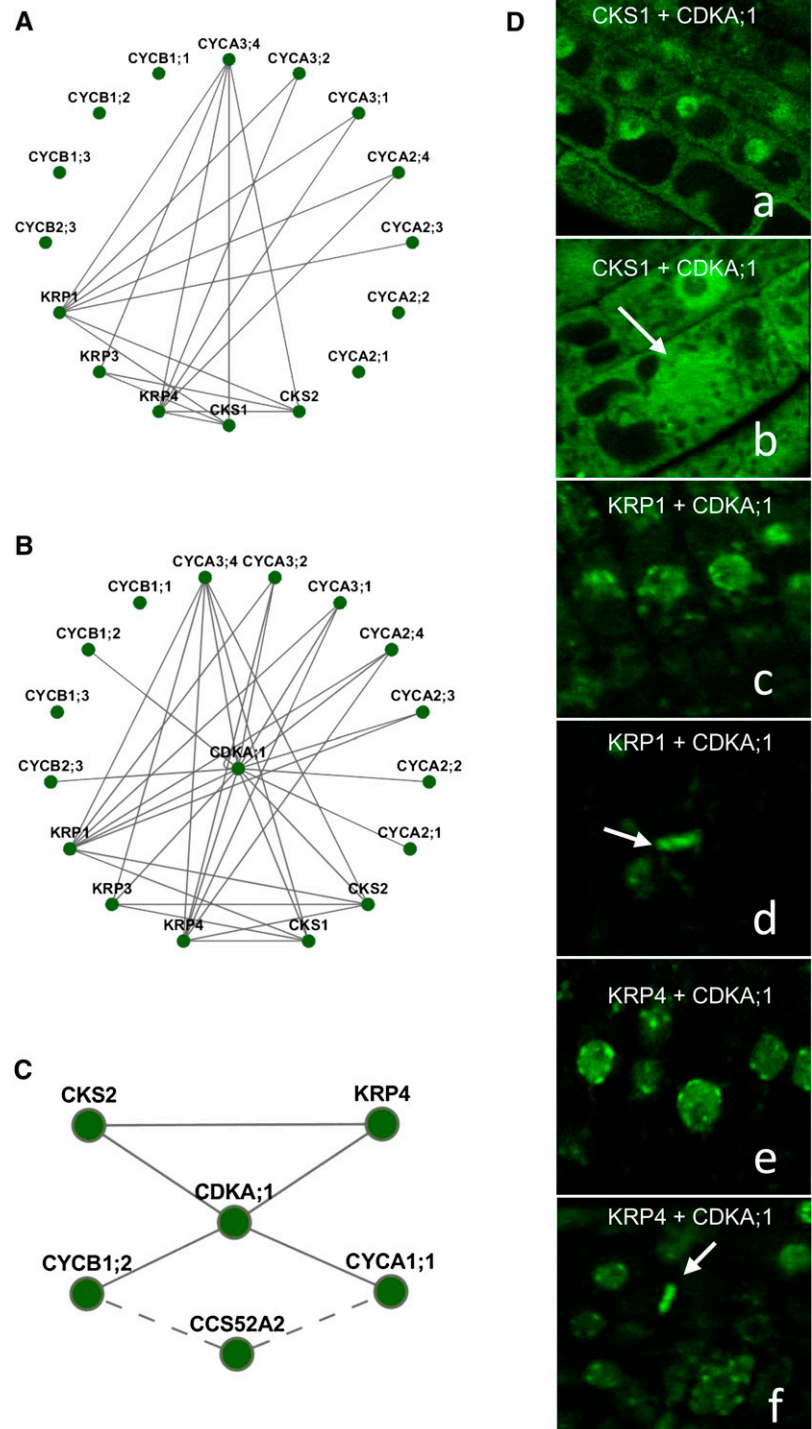 A
CYCA3;4
CYCB1;1
CYCA3;2
CYCB1;2
CYCA3;1
CYCB1;3
CYCA2;4
CYCB2;3
CYCA2;3
KRP1
CYCA2;2
KRP3
CYCA2;1
KRP4
CKS1
CKS2
B
CYCA3;4
CYCA3;2
CYCB1;1
CYCA3;1
CYCB1;2
CYCA2;4
CYCB1;3
CYCA2;3
CDKA;1
CYCB2;3
CYCA2;2
KRP1
CYCA2;1
KRP3
CKS2
KRP4
CKS1
C
CKS2
KRP4
CDKA;1
CYCB1;2
CYCA1;1
CCS52A2
D
CKS1 + CDKA;1
a
CKS1 + CDKA;1
b
KRP1 + CDKA;1
c
KRP1 + CDKA;1
d
KRP4 + CDKA;1
e
KRP4 + CDKA;1
f